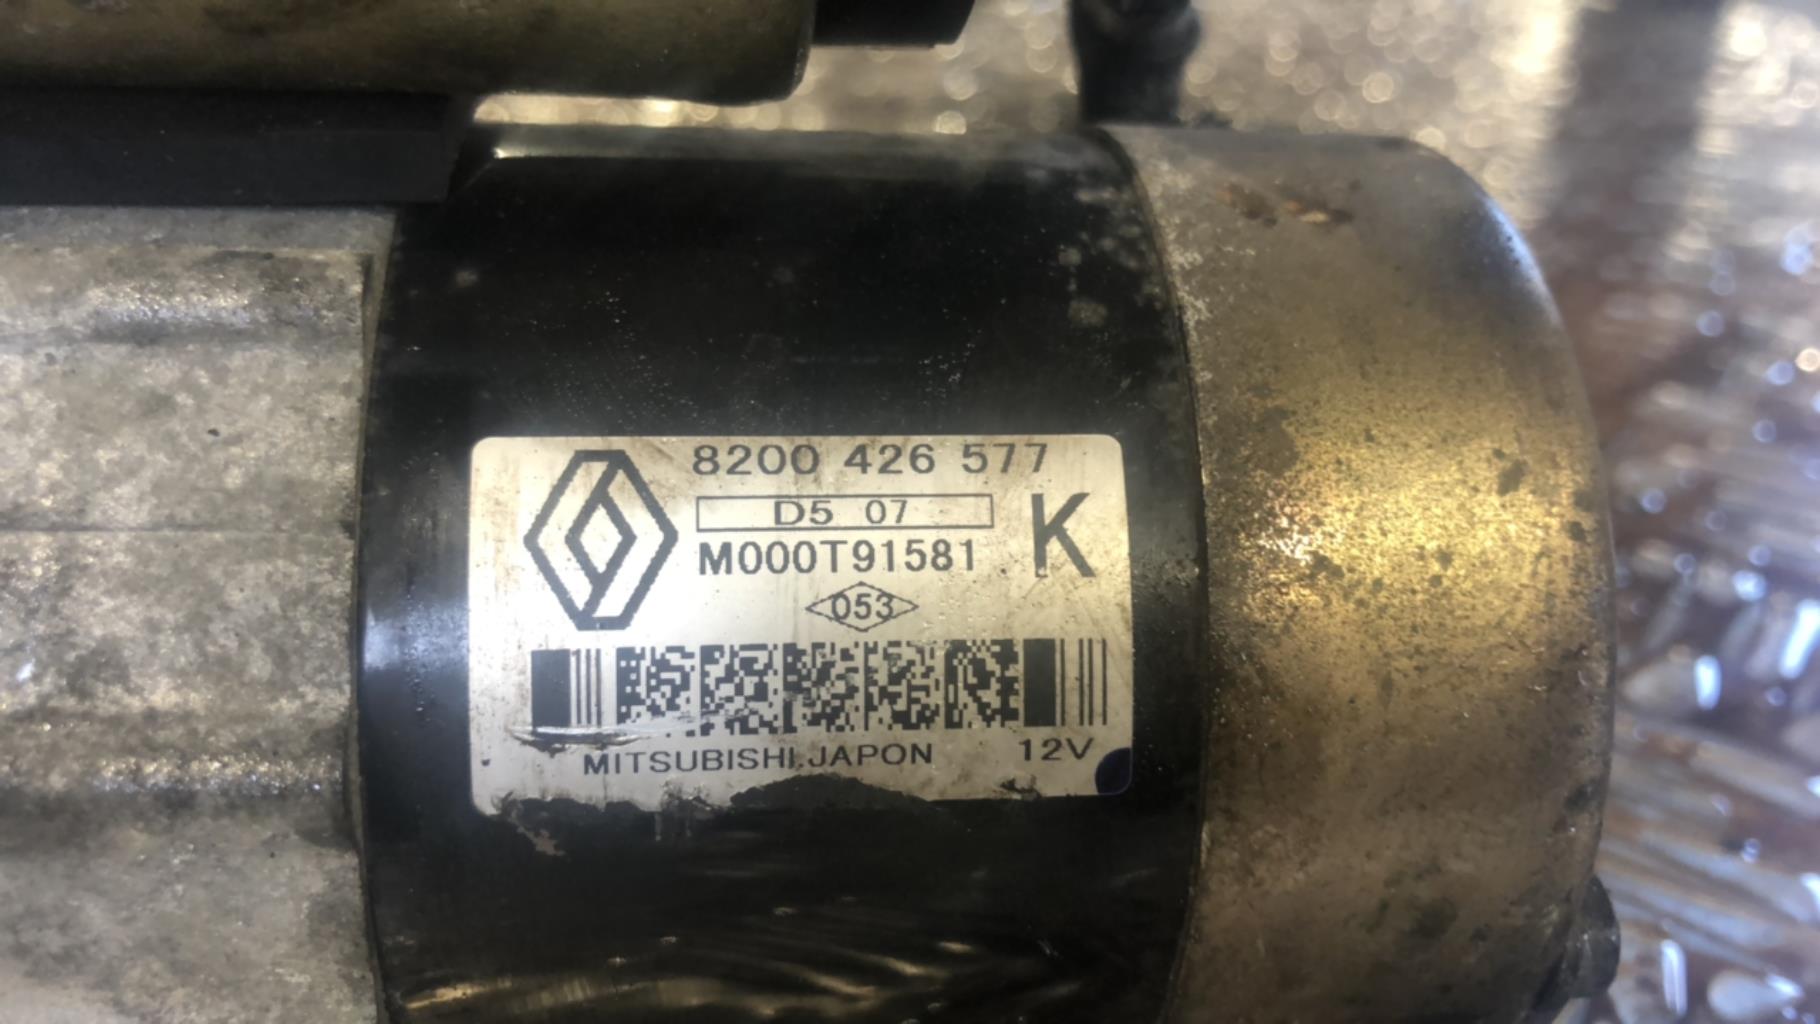 8200 426 577
D5 07
K
M000T91581
053
MITSUBISHI.JAPON
12V